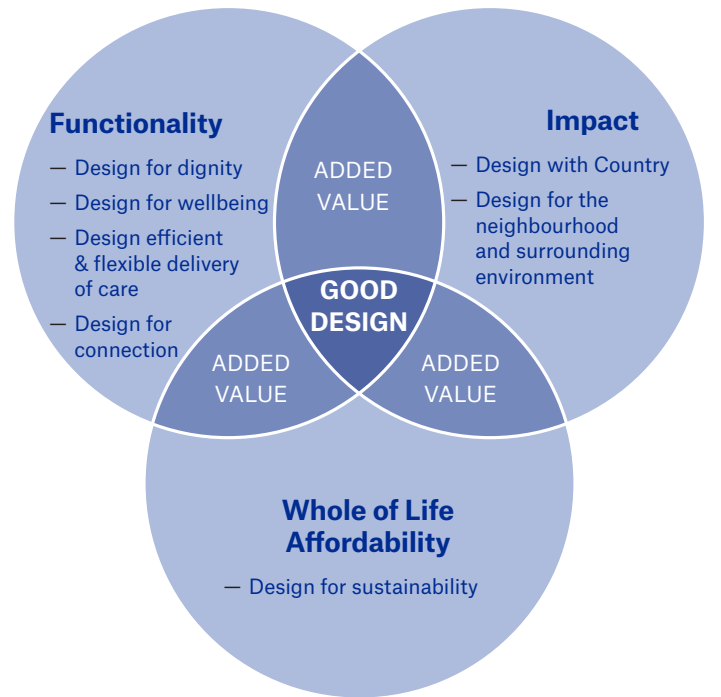 Functionality
— Design for dignity
— Design for wellbeing
— Design efficient
& flexible delivery
of care
— Design for
connection
ADDED
VALUE
Impact
— Design with Country
— Design for the
neighbourhood
and surrounding
environment
GOOD
DESIGN
ADDED
VALUE
ADDED
VALUE
Whole of Life
Affordability
— Design for sustainability